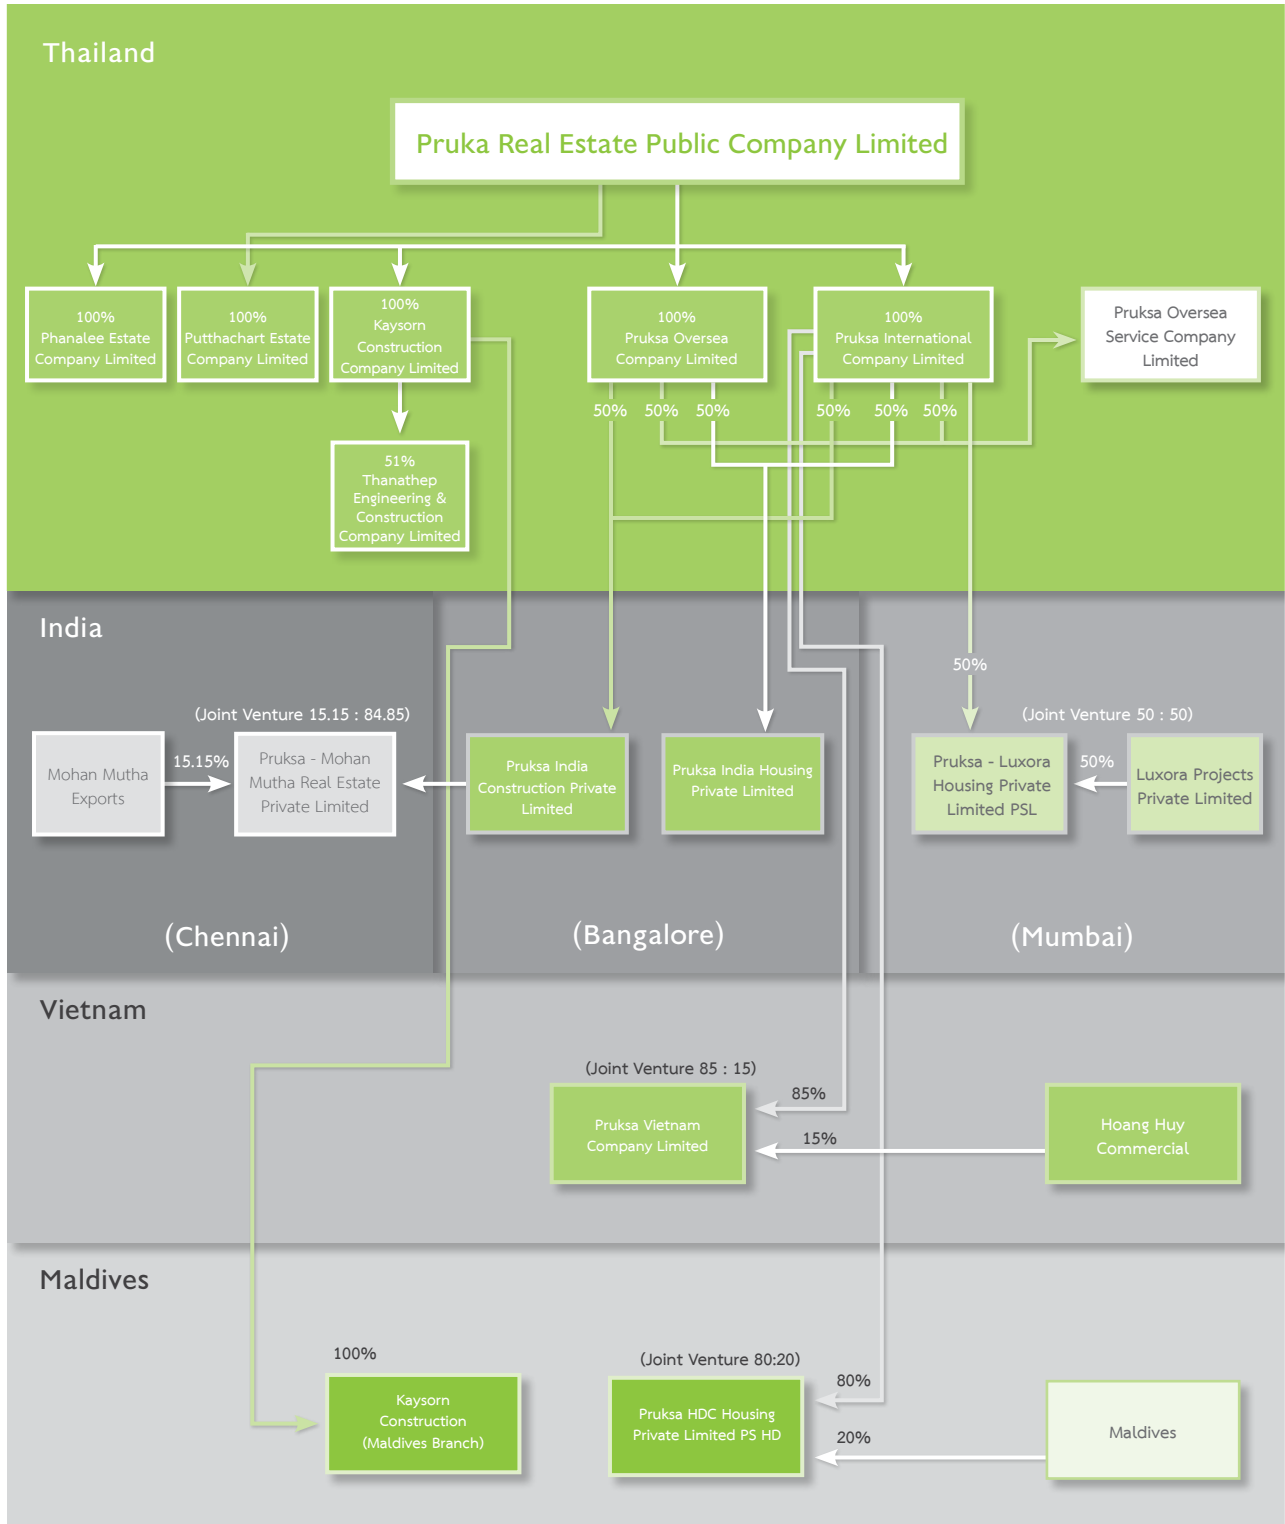 Thailand
Pruka Real Estate Public Company Limited
100%
Phanalee Estate
Company Limited
100%
Putthachart Estate
Company Limited
100%
Kaysorn
Construction
Company Limited
100%
Pruksa Oversea
Company Limited
100%
Pruksa International
Company Limited
Pruksa Oversea
Service Company
Limited
50% 50% 50%
50% 50% 50%
51%
Thanathep
Engineering &
Construction
Company Limited
India
50%
(Joint Venture 15.15 : 84.85)
(Joint Venture 50 : 50)
Mohan Mutha
Exports
15.15%
Pruksa - Mohan
Mutha Real Estate
Private Limited
Pruksa India
Construction Private
Limited
Pruksa India Housing
Private Limited
Pruksa - Luxora
Housing Private
Limited PSL
50%
Luxora Projects
Private Limited
(Chennai)
(Bangalore)
(Mumbai)
Vietnam
(Joint Venture 85 : 15)
Pruksa Vietnam
Company Limited
85%
15%
Hoang Huy
Commercial
Maldives
100%
Kaysorn
Construction
(Maldives Branch)
(Joint Venture 80:20)
Pruksa HDC Housing
Private Limited PS HD
80%
20%
Maldives